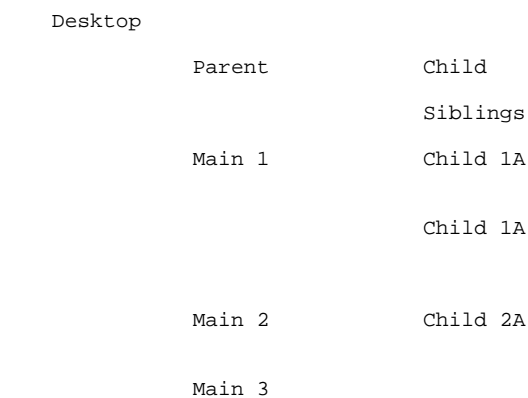 Desktop
Parent Child
Siblings
Main 1 Child 1A
Child 1A
Main 2 Child 2A
Main 3